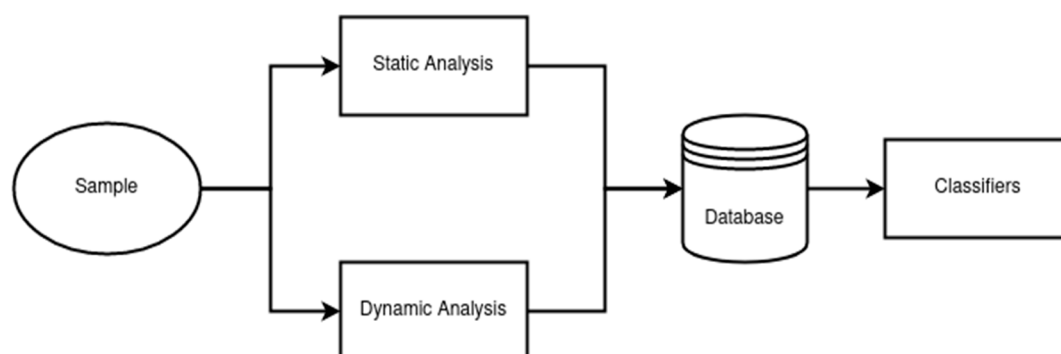 Static Analysis
Sample
Database
Classifiers
Dynamic Analysis